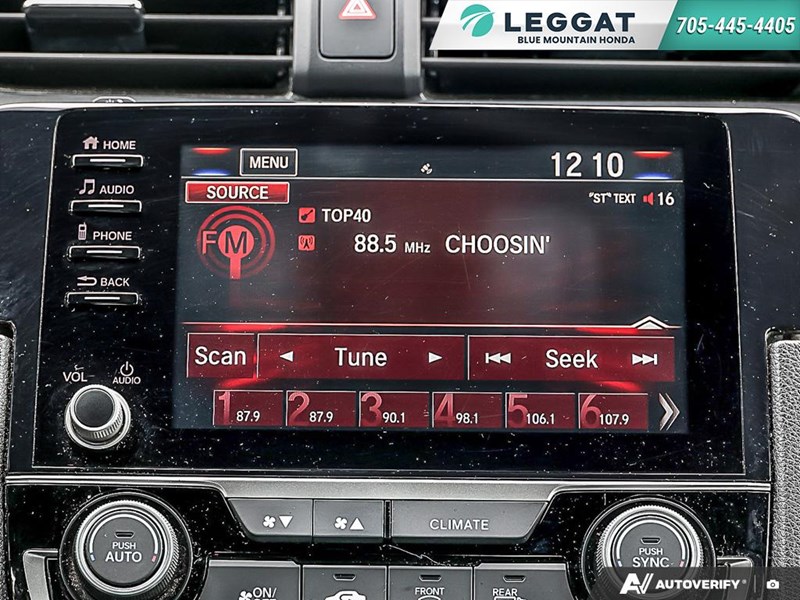 LEGGAT
BLUE MOUNTAIN HONDA
705-445-4405
HOME
MENU
12 10
AUDIO
SOURCE
"ST" TEXT 16
TOP40
FM
PHONE
88.5 MHz CHOOSIN'
BACK
Scan Tune Seek
VOL AUDIO
1 87.9 2 87.9 3 90.1 4 98.1 5 106.1 6 107.9
CLIMATE
PUSH AUTO
PUSH SYNC
ON/
FRONT
REAR
AUTOVERIFY